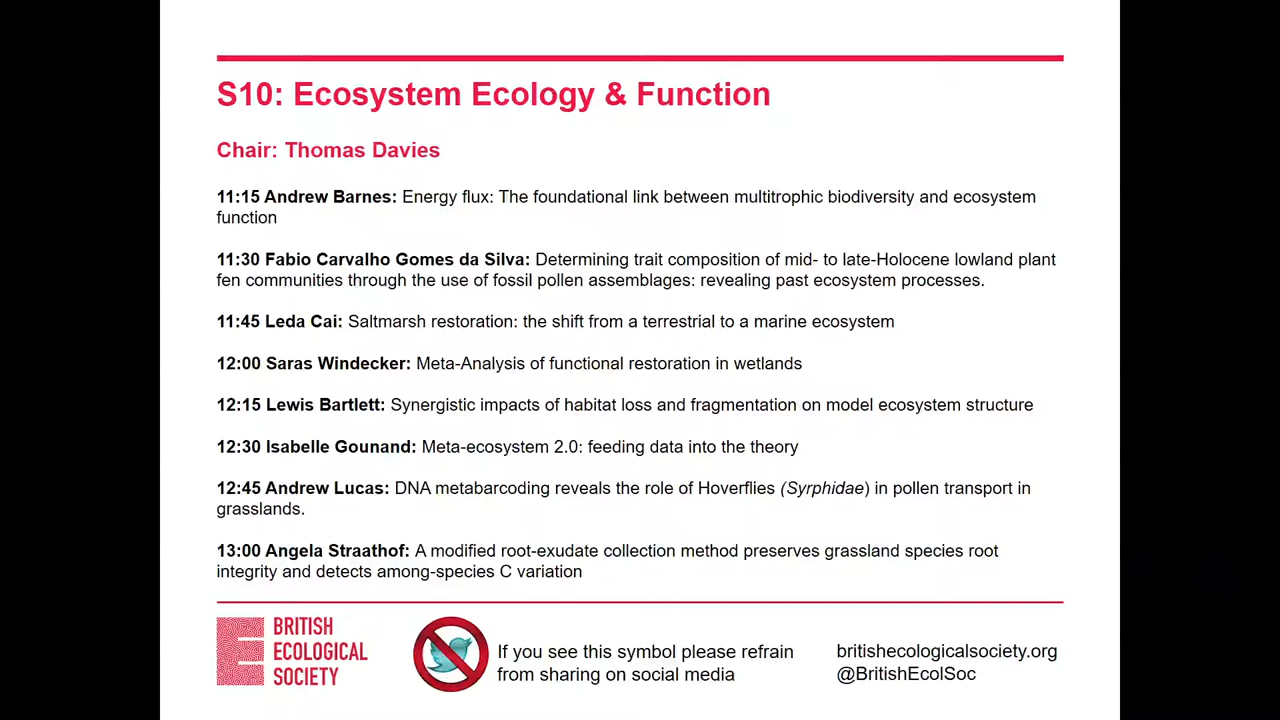 S10: Ecosystem Ecology & Function
Chair: Thomas Davies
11:15 Andrew Barnes: Energy flux: The foundational link between multitrophic biodiversity and ecosystem
function
11:30 Fabio Carvalho Gomes da Silva: Determining trait composition of mid- to late-Holocene lowland plant
fen communities through the use of fossil pollen assemblages: revealing past ecosystem processes.
11:45 Leda Cai: Saltmarsh restoration: the shift from a terrestrial to a marine ecosystem
12:00 Saras Windecker: Meta-Analysis of functional restoration in wetlands
12:15 Lewis Bartlett: Synergistic impacts of habitat loss and fragmentation on model ecosystem structure
12:30 Isabelle Gounand: Meta-ecosystem 2.0: feeding data into the theory
12:45 Andrew Lucas: DNA metabarcoding reveals the role of Hoverflies (Syrphidae) in pollen transport in
grasslands.
13:00 Angela Straathof: A modified root-exudate collection method preserves grassland species root
integrity and detects among-species C variation
BRITISH
ECOLOGICAL
SOCIETY
If you see this symbol please refrain
from sharing on social media
britishecologicalsociety.org
@BritishEcolSoc